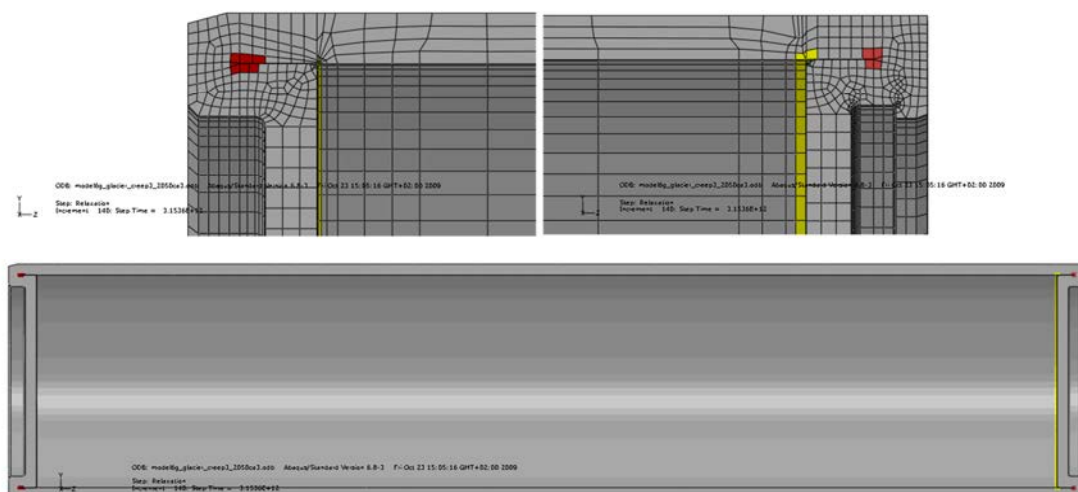 ODB: model6g_glacier_creep3_2050ca3.odb Abaqus/Standard Version 6.8-3 Fri Oct 23 15:05:16 GMT+02:00 2009
Y
Z
Step: Relaxation
Increment 140: Step Time = 3.1536E+12
ODB: model6g_glacier_creep3_2050ca3.odb Abaqus/Standard Version 6.8-3 Fri Oct 23 15:05:16 GMT+02:00 2009
Y
Z
Step: Relaxation
Increment 140: Step Time = 3.1536E+12
ODB: model6g_glacier_creep3_2050ca3.odb Abaqus/Standard Version 6.8-3 Fri Oct 23 15:05:16 GMT+02:00 2009
Y
Z
Step: Relaxation
Increment 140: Step Time = 3.1536E+12